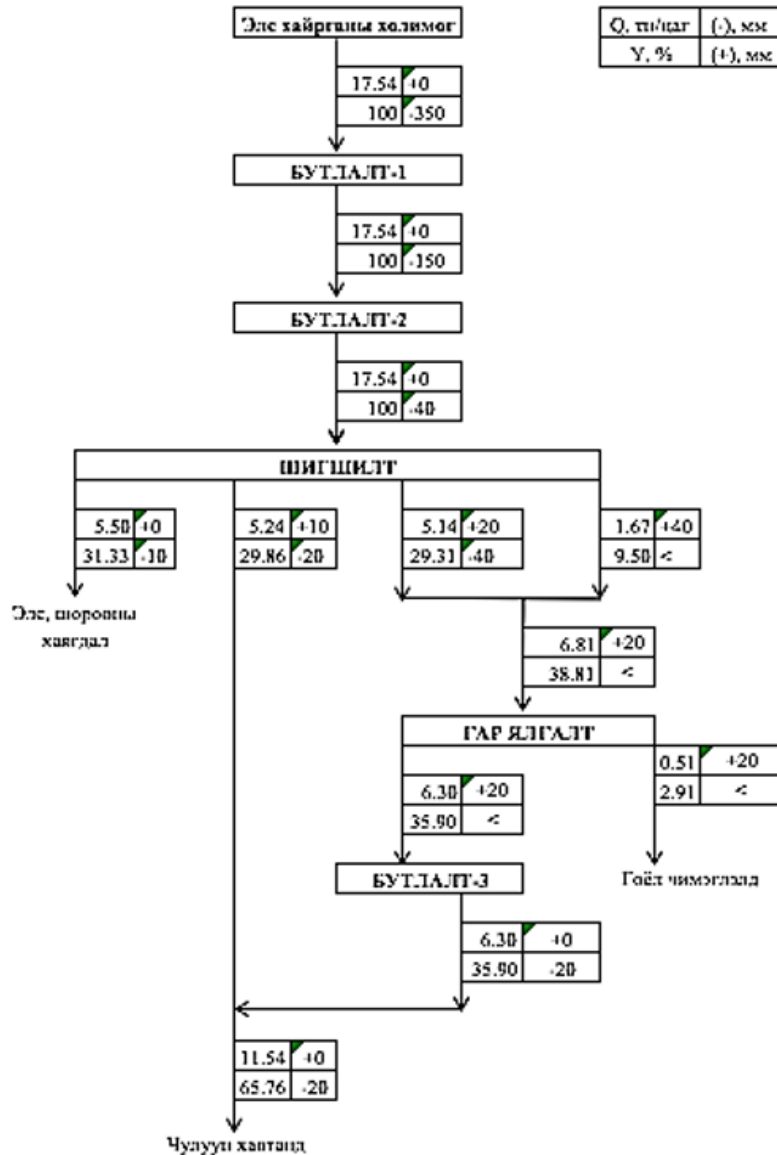 Элс хайрганы холимог
Q, тн/цаг (-), мм
Y, % (+), мм
17.54 +0
100 -350
БУТЛАЛТ-1
17.54 +0
100 -150
БУТЛАЛТ-2
17.54 +0
100 -40
ШИГШИЛТ
5.50 +0 5.24 +10 5.14 +20 1.67 +40
31.33 -10 29.86 -20 29.31 -40 9.50 <
Элс, шорооны
хаягдал
6.81 +20
38.81 <
ГАР ЯЛГАЛТ
0.51 +20
2.91 <
6.30 +20
35.90 <
БУТЛАЛТ-3
Гоёл чимэглэлд
6.30 +0
35.90 -20
11.54 +0
65.76 -20
Чулуун хавтанд